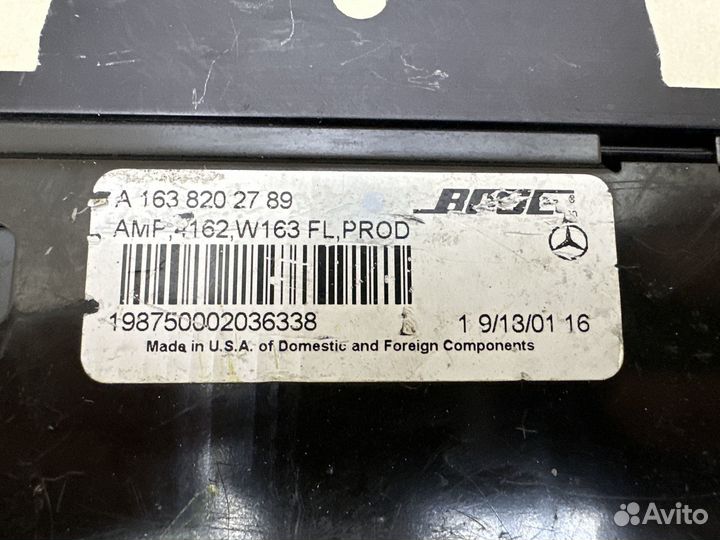 A 163 820 27 89
BOSE
AMP,4162,W163 FL,PROD
198750002036338
1 9/13/01 16
Made in U.S.A. of Domestic and Foreign Components
Avito